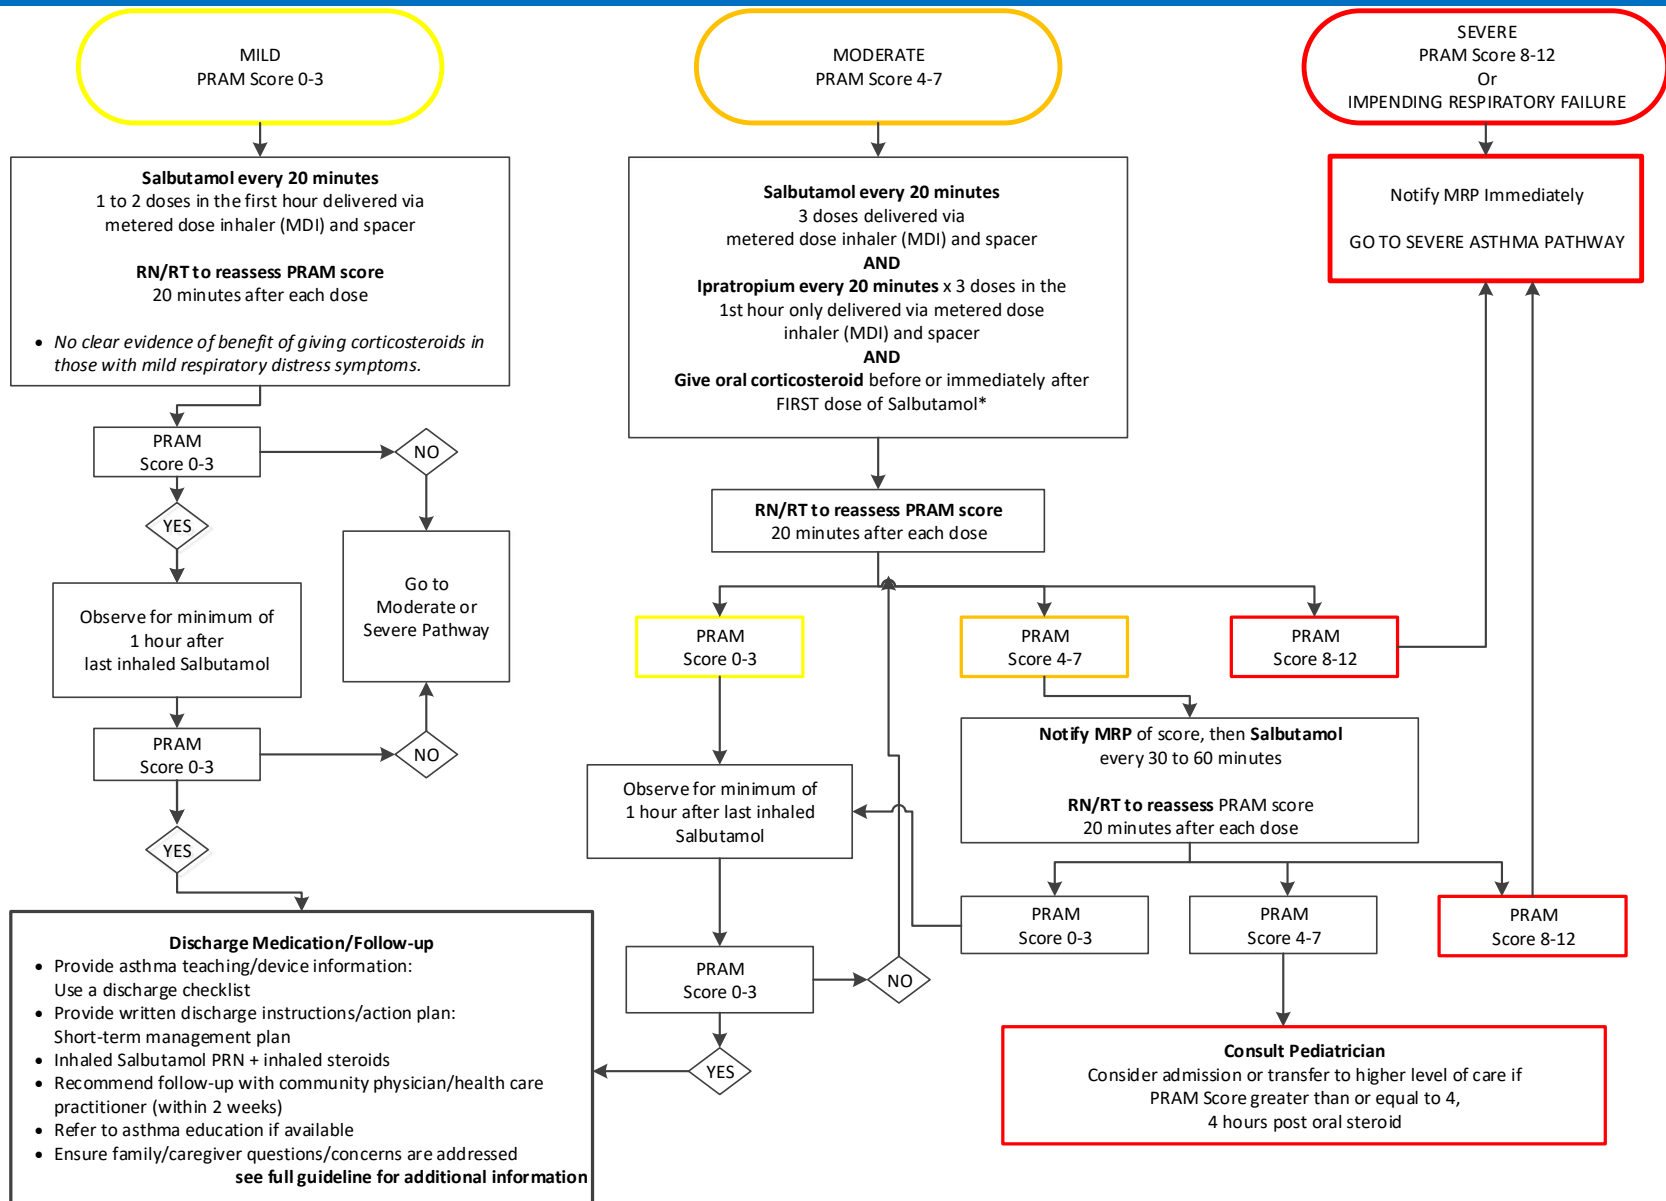 MILD
PRAM Score 0-3
MODERATE
PRAM Score 4-7
SEVERE
PRAM Score 8-12
Or
IMPENDING RESPIRATORY FAILURE
Salbutamol every 20 minutes
1 to 2 doses in the first hour delivered via
metered dose inhaler (MDI) and spacer
RN/RT to reassess PRAM score
20 minutes after each dose
• No clear evidence of benefit of giving corticosteroids in
those with mild respiratory distress symptoms.
Salbutamol every 20 minutes
3 doses delivered via
metered dose inhaler (MDI) and spacer
AND
Ipratropium every 20 minutes x 3 doses in the
1st hour only delivered via metered dose
inhaler (MDI) and spacer
AND
Give oral corticosteroid before or immediately after
FIRST dose of Salbutamol*
Notify MRP Immediately
GO TO SEVERE ASTHMA PATHWAY
PRAM
Score 0-3
NO
YES
Go to
Moderate or
Severe Pathway
Observe for minimum of
1 hour after
last inhaled Salbutamol
PRAM
Score 0-3
NO
YES
RN/RT to reassess PRAM score
20 minutes after each dose
PRAM
Score 0-3
PRAM
Score 4-7
PRAM
Score 8-12
Notify MRP of score, then Salbutamol
every 30 to 60 minutes
RN/RT to reassess PRAM score
20 minutes after each dose
Observe for minimum of
1 hour after last inhaled
Salbutamol
PRAM
Score 0-3
PRAM
Score 4-7
PRAM
Score 8-12
PRAM
Score 0-3
NO
YES
Discharge Medication/Follow-up
• Provide asthma teaching/device information:
Use a discharge checklist
• Provide written discharge instructions/action plan:
Short-term management plan
• Inhaled Salbutamol PRN + inhaled steroids
• Recommend follow-up with community physician/health care
practitioner (within 2 weeks)
• Refer to asthma education if available
• Ensure family/caregiver questions/concerns are addressed
see full guideline for additional information
Consult Pediatrician
Consider admission or transfer to higher level of care if
PRAM Score greater than or equal to 4,
4 hours post oral steroid